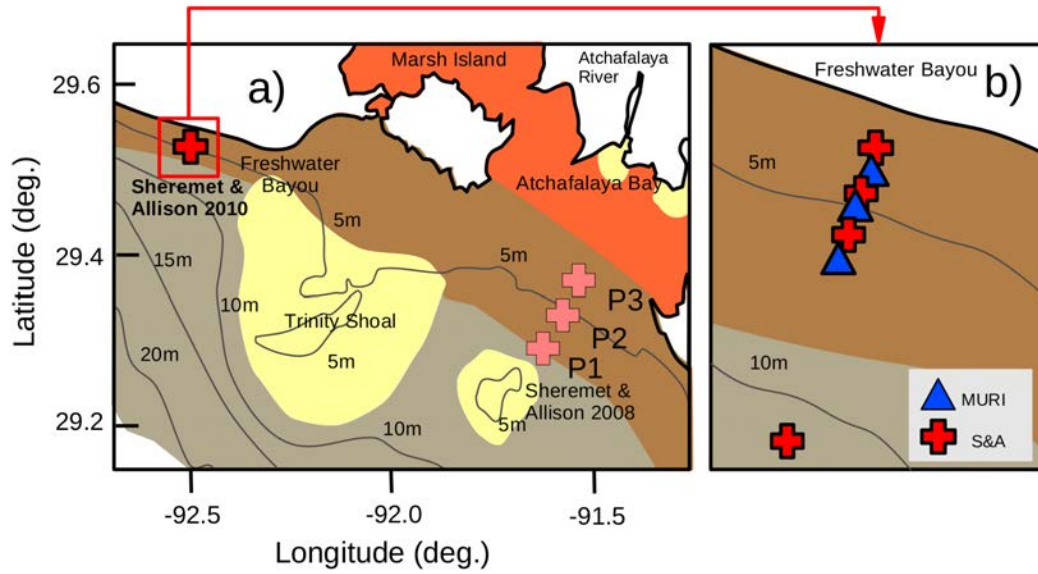 Marsh Island
Atchafalaya
River
a)
29.6
Freshwater
Bayou
Sheremet &
Allison 2010
Atchafalaya Bay
5m
15m
29.4
5m
10m
P3
Trinity Shoal
P2
20m
5m
P1
Sheremet &
Allison 2008
5m
10m
29.2
Latitude (deg.)
-92.5
-92.0
-91.5
Longitude (deg.)
Freshwater Bayou
b)
5m
10m
MURI
S&A